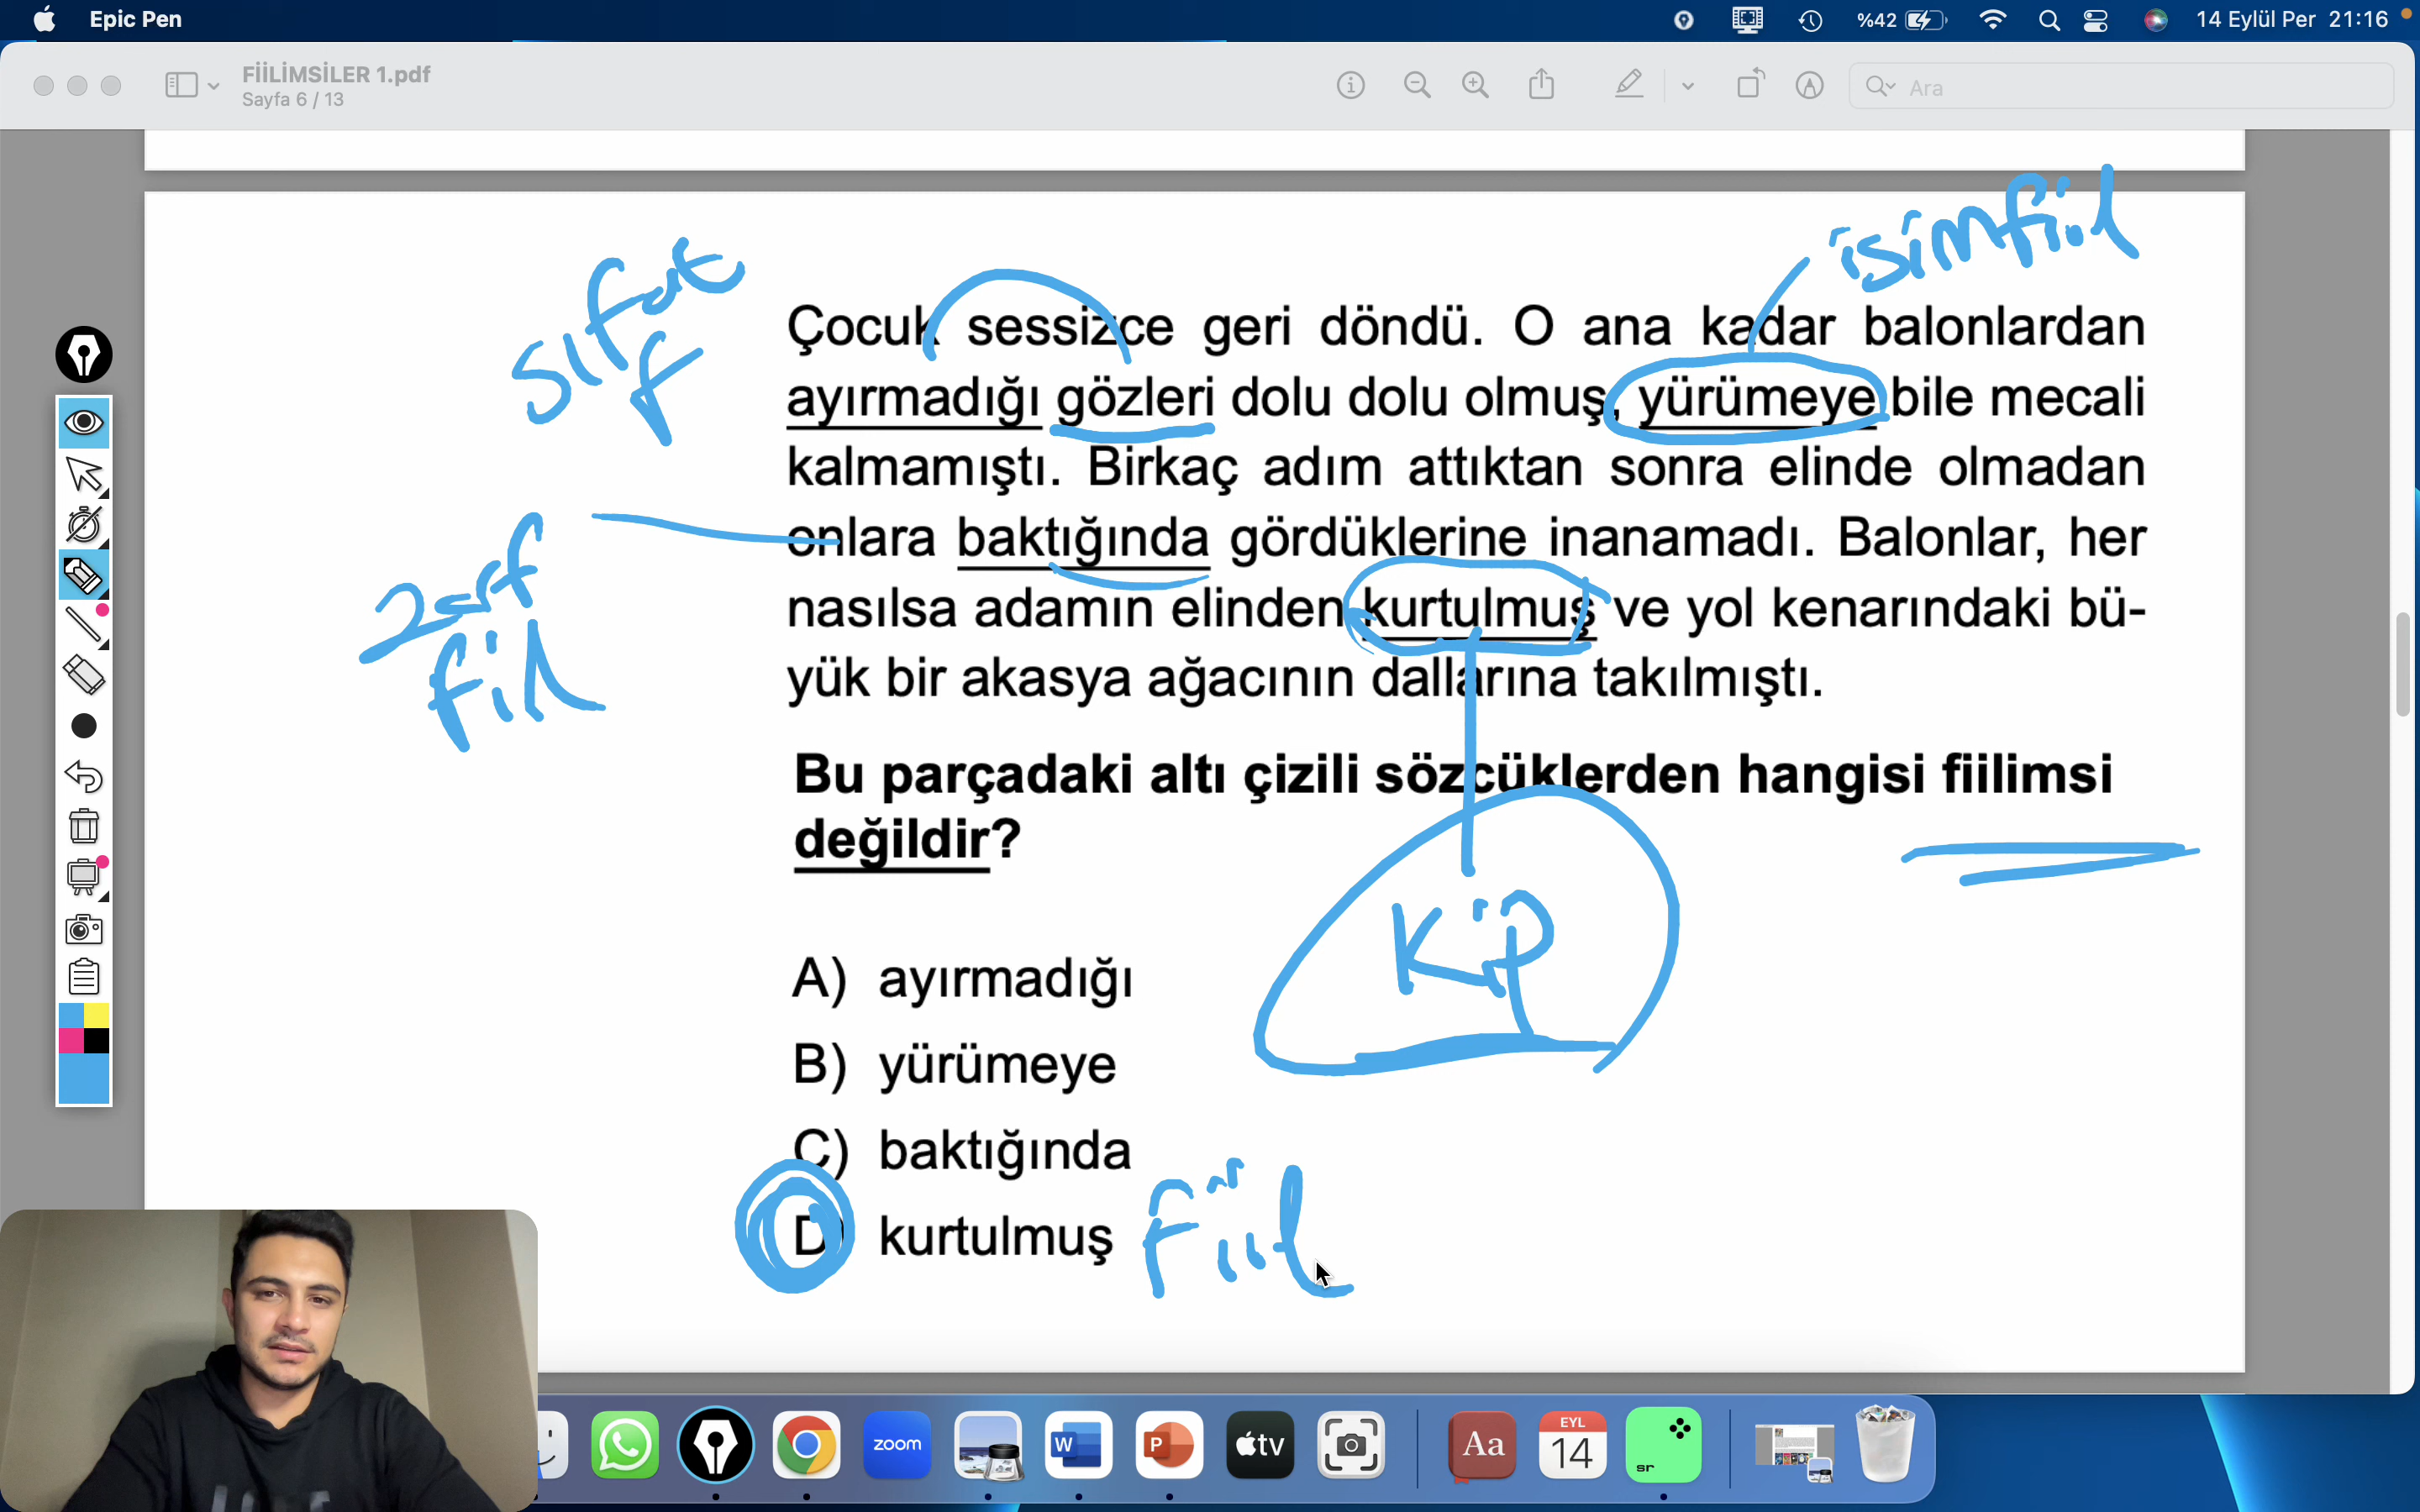 Epic Pen
%42
14 Eylül Per 21:16
FİİLİMSİLER 1.pdf
Sayfa 6 / 13
Ara
isimfiil
sıfat
f
Çocuk sessizce geri döndü. O ana kadar balonlardan
ayırmadığı gözleri dolu dolu olmuş, yürümeye bile mecali
kalmamıştı. Birkaç adım attıktan sonra elinde olmadan
onlara baktığında gördüklerine inanamadı. Balonlar, her
nasılsa adamın elinden kurtulmuş ve yol kenarındaki bü-
yük bir akasya ağacının dallarına takılmıştı.
zarf
fiil
Bu parçadaki altı çizili sözcüklerden hangisi fiilimsi
değildir?
Kip
A) ayırmadığı
B) yürümeye
C) baktığında
D) kurtulmuş
Fiil
zoom
W
P
tv
Aa
EYL
14
sr